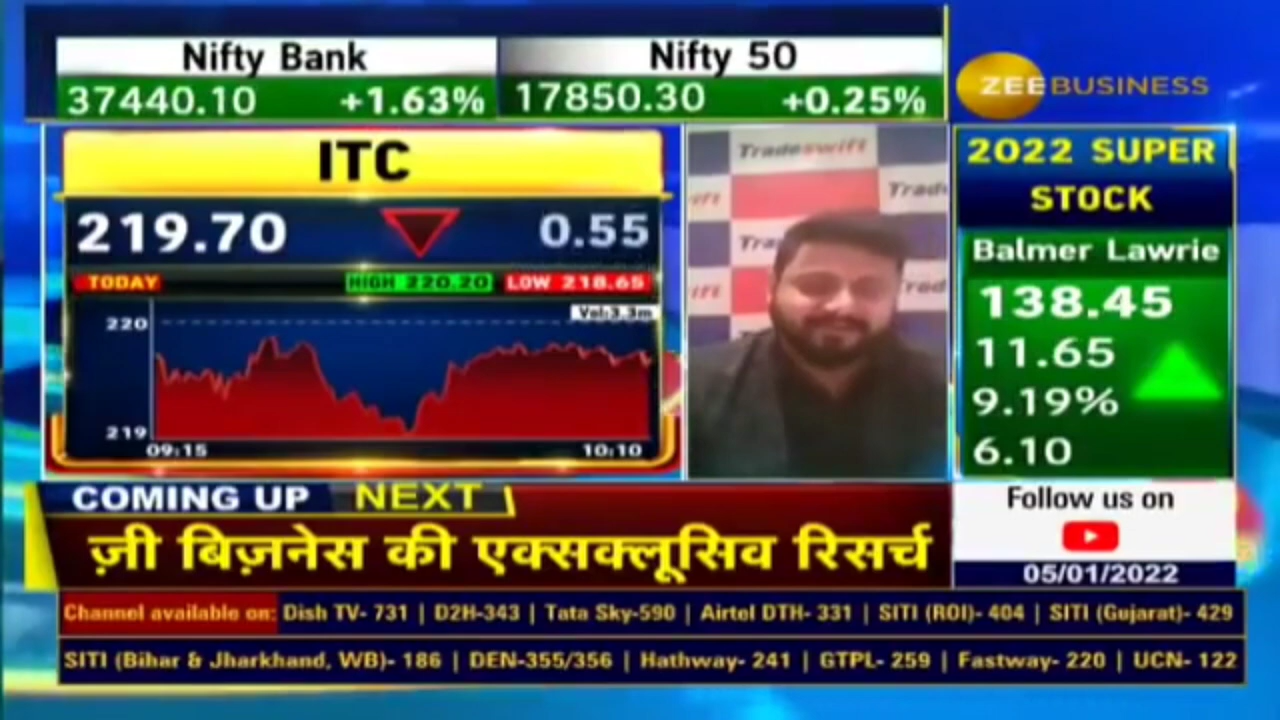 Nifty Bank
37440.10 +1.63%
Nifty 50
17850.30 +0.25%
ZEEBUSINESS
ITC
219.70 0.55
TODAY HIGH 220.20 LOW 218.65
Vol:3.3m
220
219
09:15 10:10
Tradeswift
Trade
ift
Tra
Trad
ift
2022 SUPER
STOCK
Balmer Lawrie
138.45
11.65
9.19%
6.10
COMING UP NEXT
ज़ी बिज़नेस की एक्सक्लूसिव रिसर्च
Follow us on
05/01/2022
Channel available on: Dish TV- 731 | D2H-343 | Tata Sky-590 | Airtel DTH- 331 | SITI (ROI)- 404 | SITI (Gujarat)- 429
SITI (Bihar & Jharkhand, WB)- 186 | DEN-355/356 | Hathway- 241 | GTPL- 259 | Fastway- 220 | UCN- 122